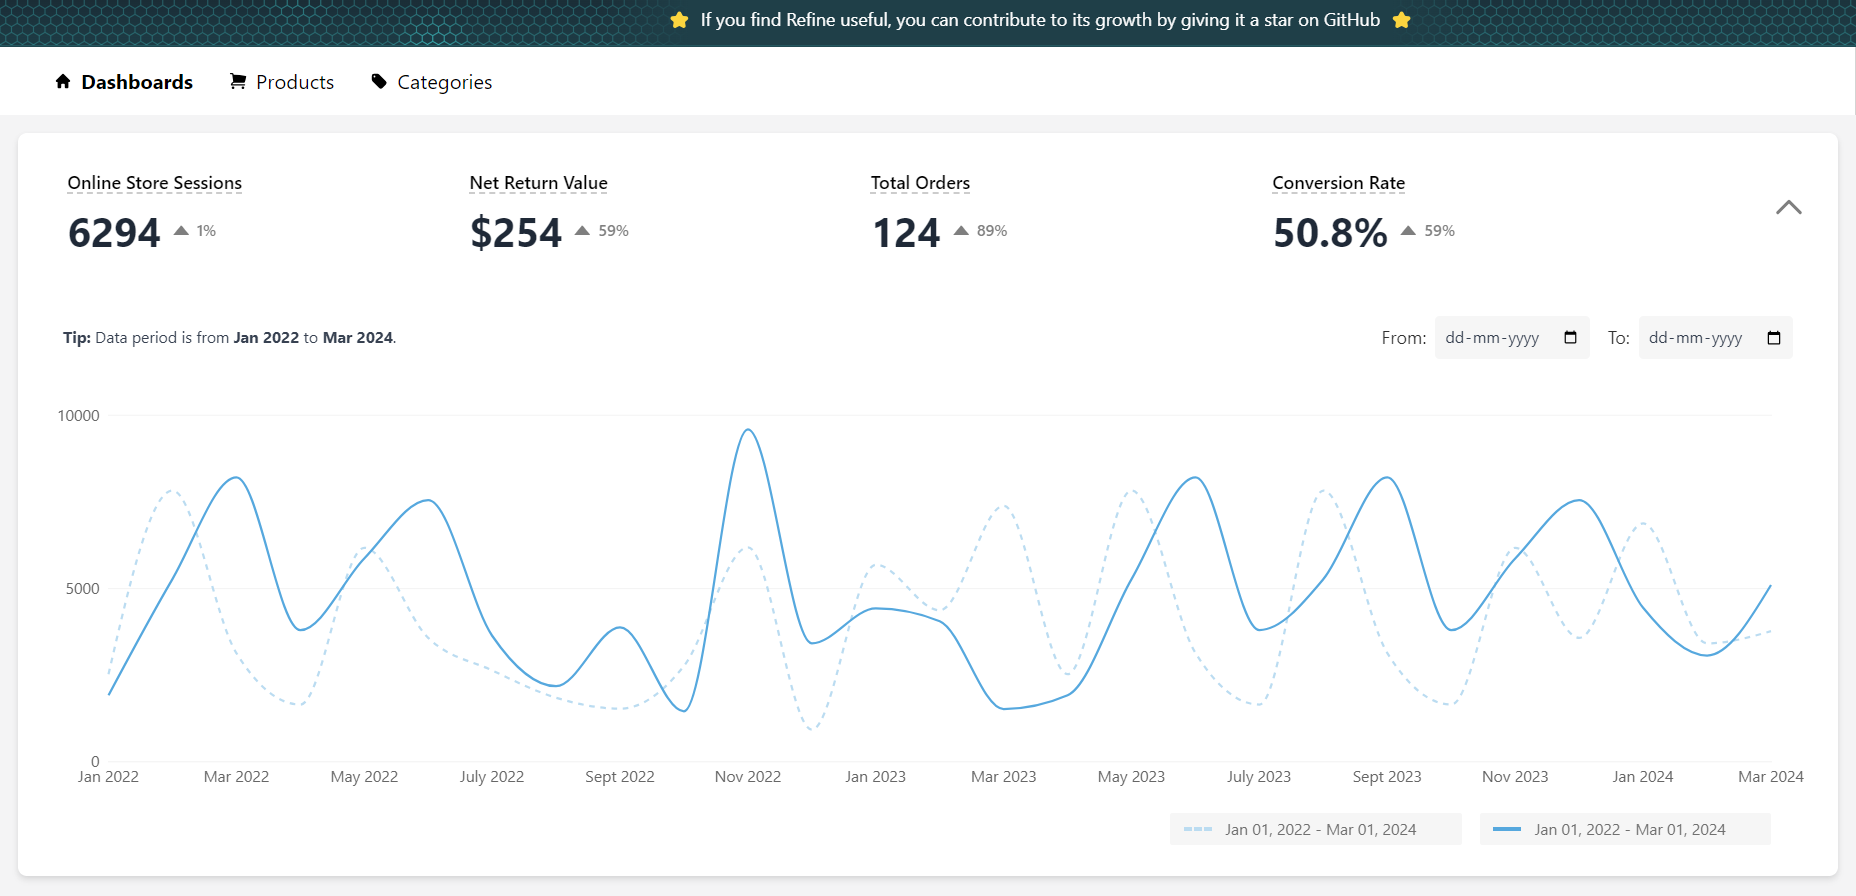 If you find Refine useful, you can contribute to its growth by giving it a star on GitHub
Dashboards Products Categories
Online Store Sessions Net Return Value Total Orders Conversion Rate
6294 1% $254 59% 124 89% 50.8% 59%
Tip: Data period is from Jan 2022 to Mar 2024. From: dd-mm-yyyy To: dd-mm-yyyy
10000
5000
0
Jan 2022 Mar 2022 May 2022 July 2022 Sept 2022 Nov 2022 Jan 2023 Mar 2023 May 2023 July 2023 Sept 2023 Nov 2023 Jan 2024 Mar 2024
Jan 01, 2022 - Mar 01, 2024 Jan 01, 2022 - Mar 01, 2024